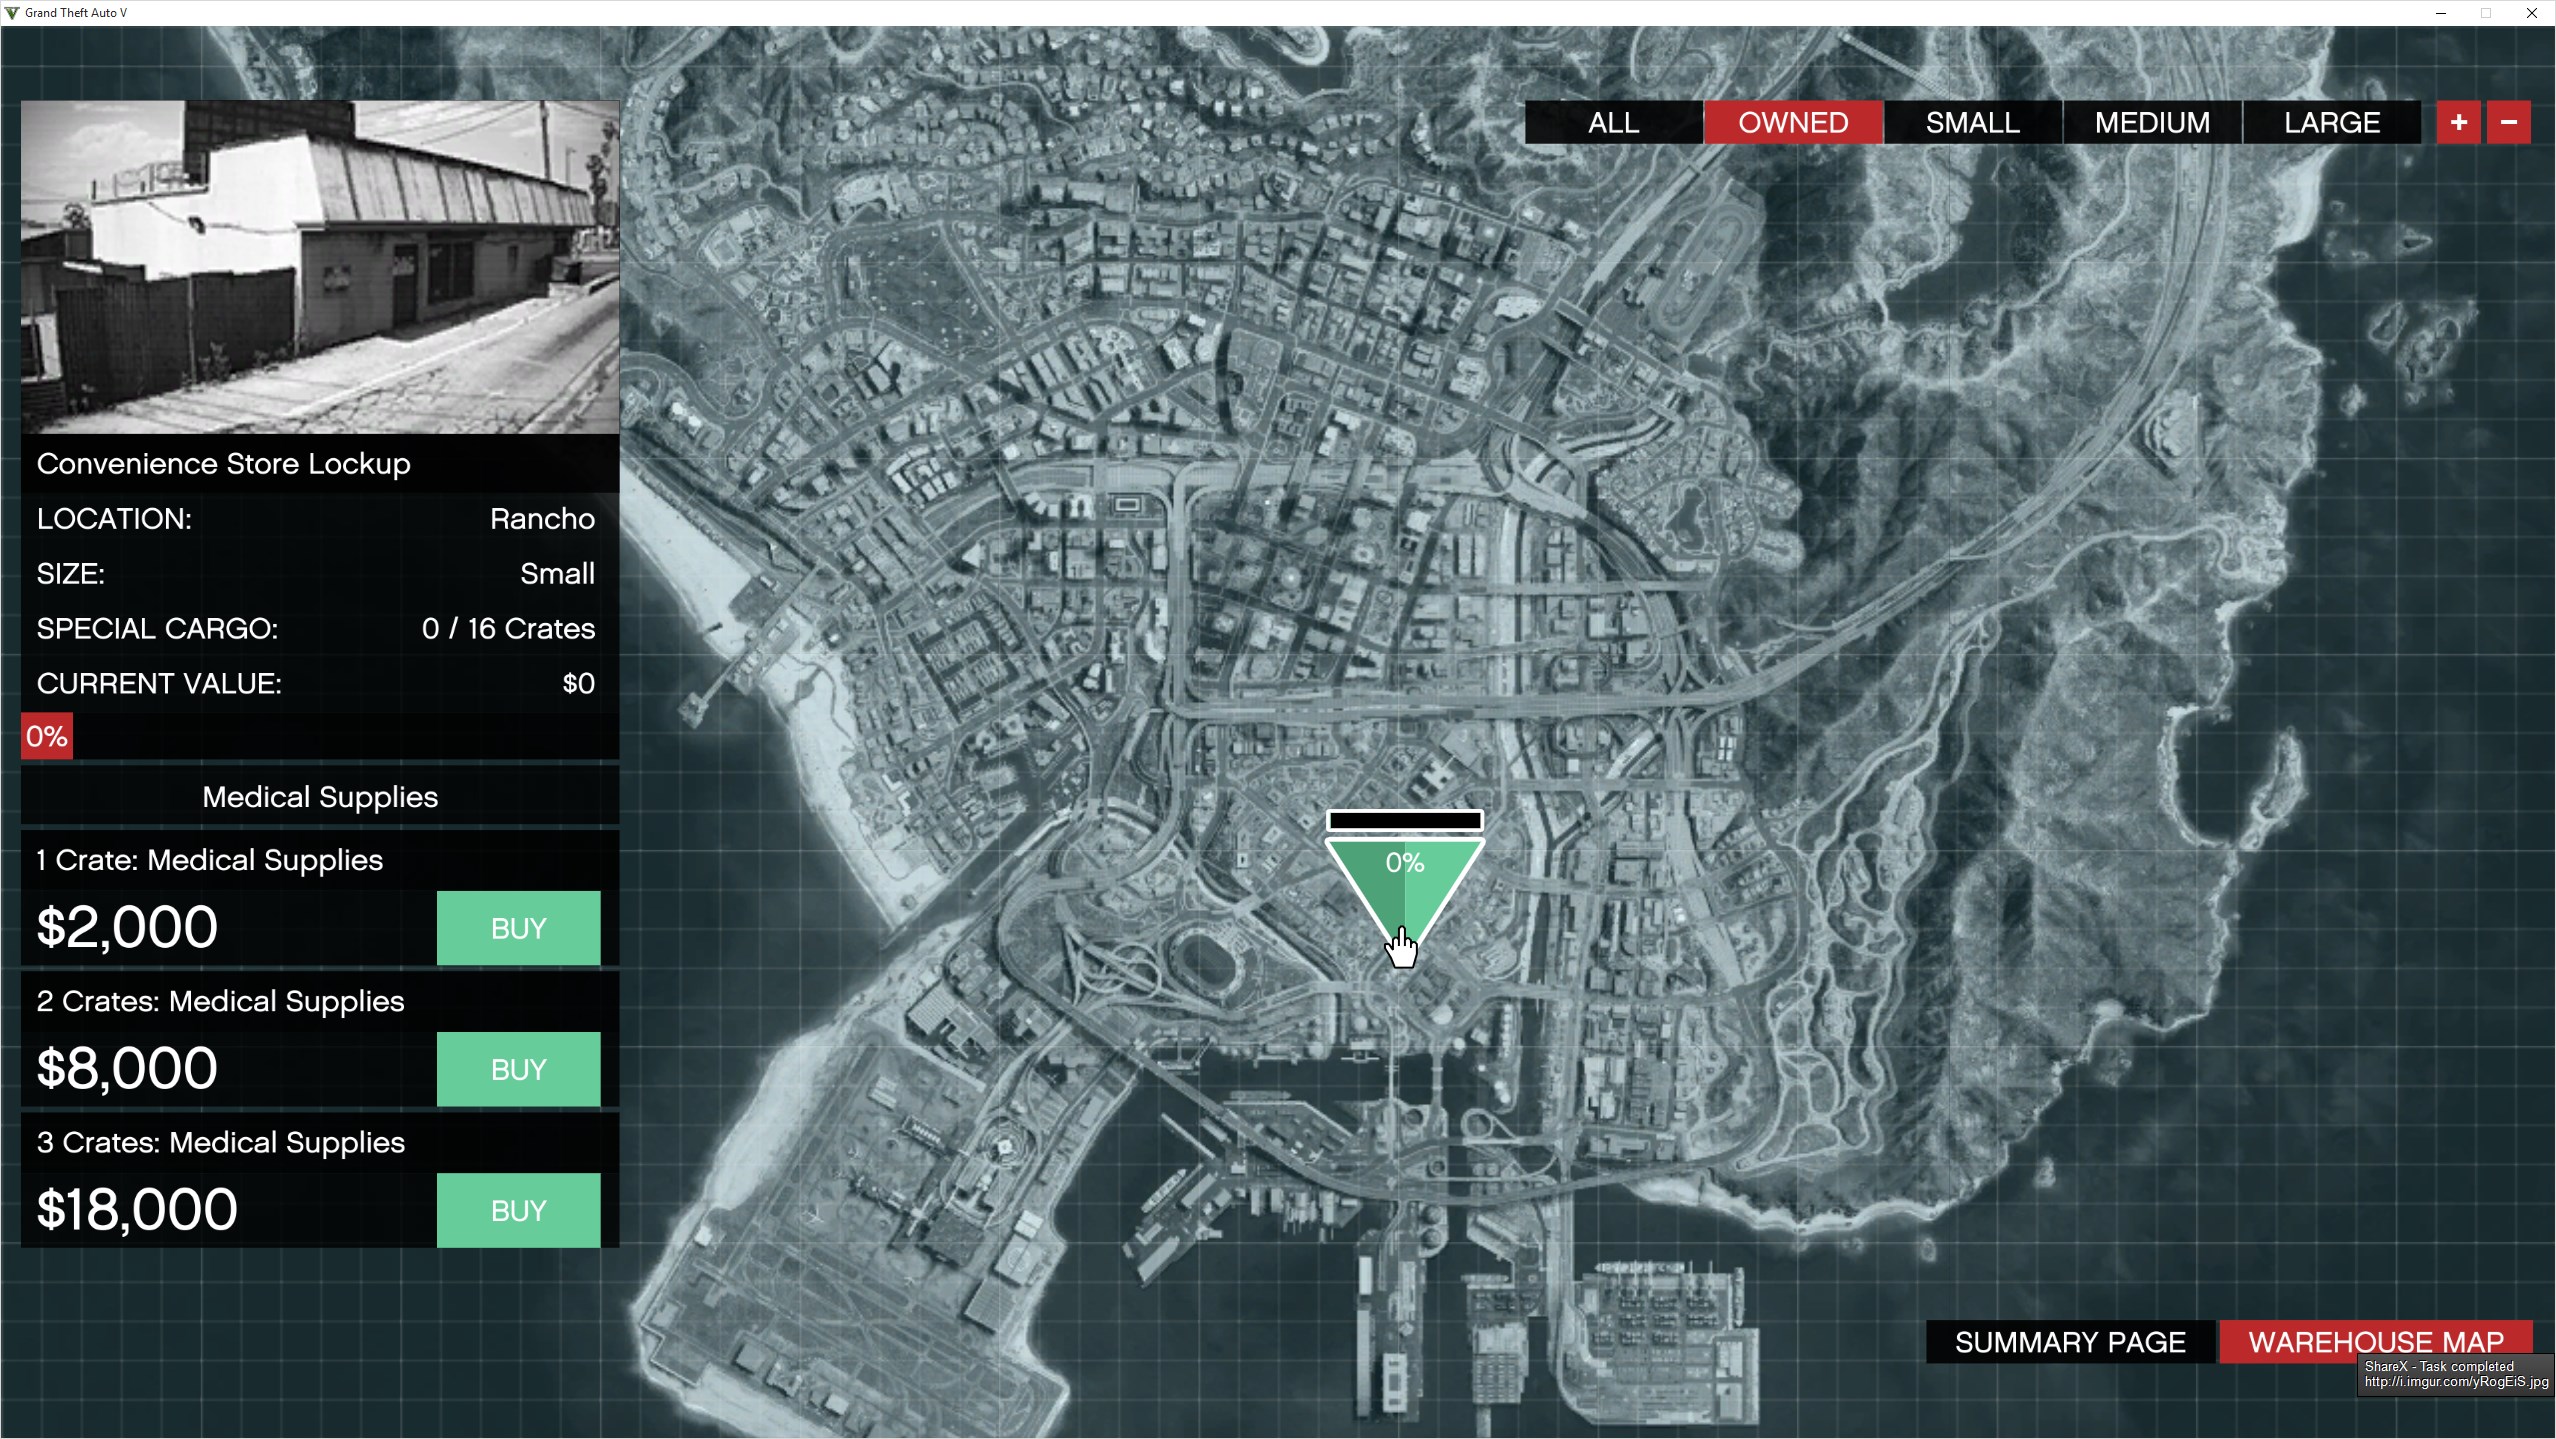 Grand Theft Auto V
ALL OWNED SMALL MEDIUM LARGE + −
Convenience Store Lockup
LOCATION: Rancho
SIZE: Small
SPECIAL CARGO: 0 / 16 Crates
CURRENT VALUE: $0
0%
Medical Supplies
1 Crate: Medical Supplies
$2,000 BUY
2 Crates: Medical Supplies
$8,000 BUY
3 Crates: Medical Supplies
$18,000 BUY
0%
SUMMARY PAGE WAREHOUSE MAP
ShareX - Task completed
http://i.imgur.com/yRogEiS.jpg